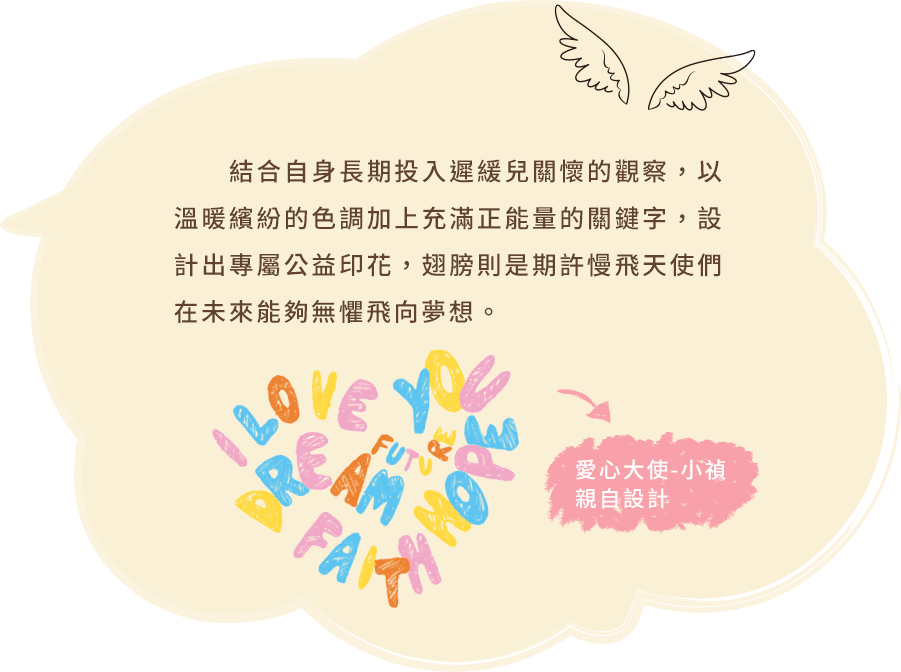 結合自身長期投入遲緩兒關懷的觀察，以
溫暖繽紛的色調加上充滿正能量的關鍵字，設
計出專屬公益印花，翅膀則是期許慢飛天使們
在未來能夠無懼飛向夢想。
I LOVE YOU
DREAM
FUTURE
HOPE
FAITH
愛心大使-小禎
親自設計